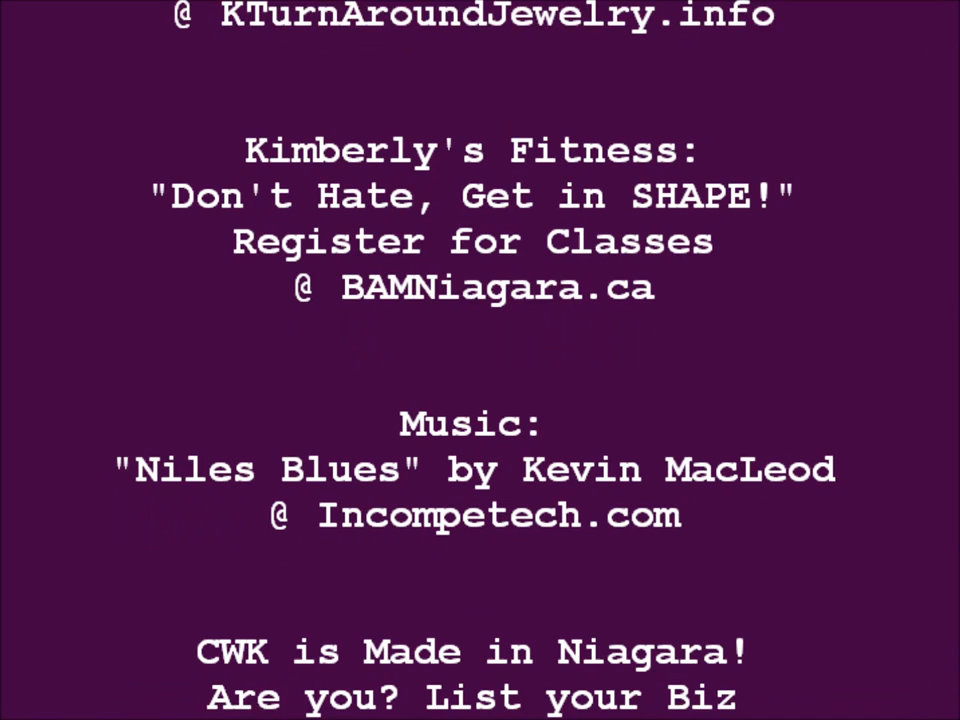 @ KTurnAroundJewelry.info
Kimberly's Fitness:
"Don't Hate, Get in SHAPE!"
Register for Classes
@ BAMNiagara.ca
Music:
"Niles Blues" by Kevin MacLeod
@ Incompetech.com
CWK is Made in Niagara!
Are you? List your Biz